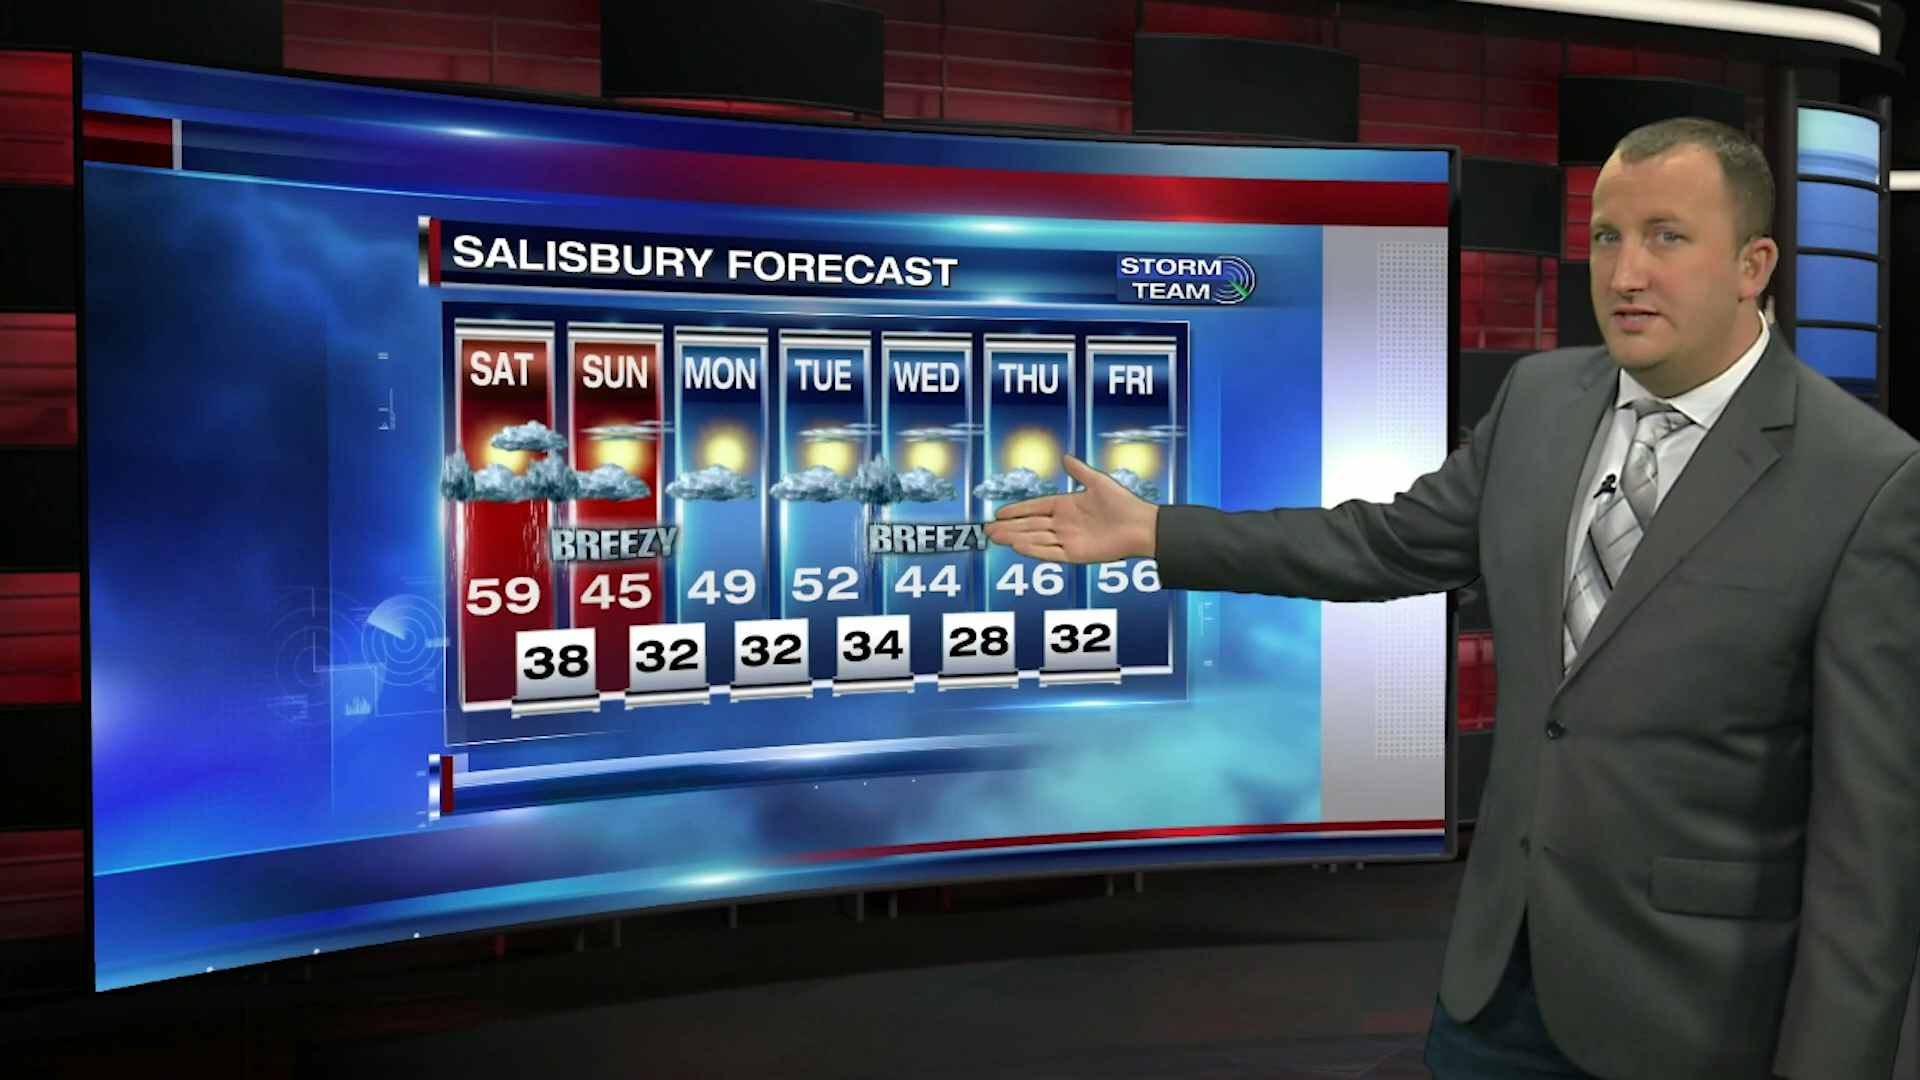 SALISBURY FORECAST
STORM
TEAM
SAT SUN MON TUE WED THU FRI
BREEZY BREEZY
59 45 49 52 44 46 56
38 32 32 34 28 32